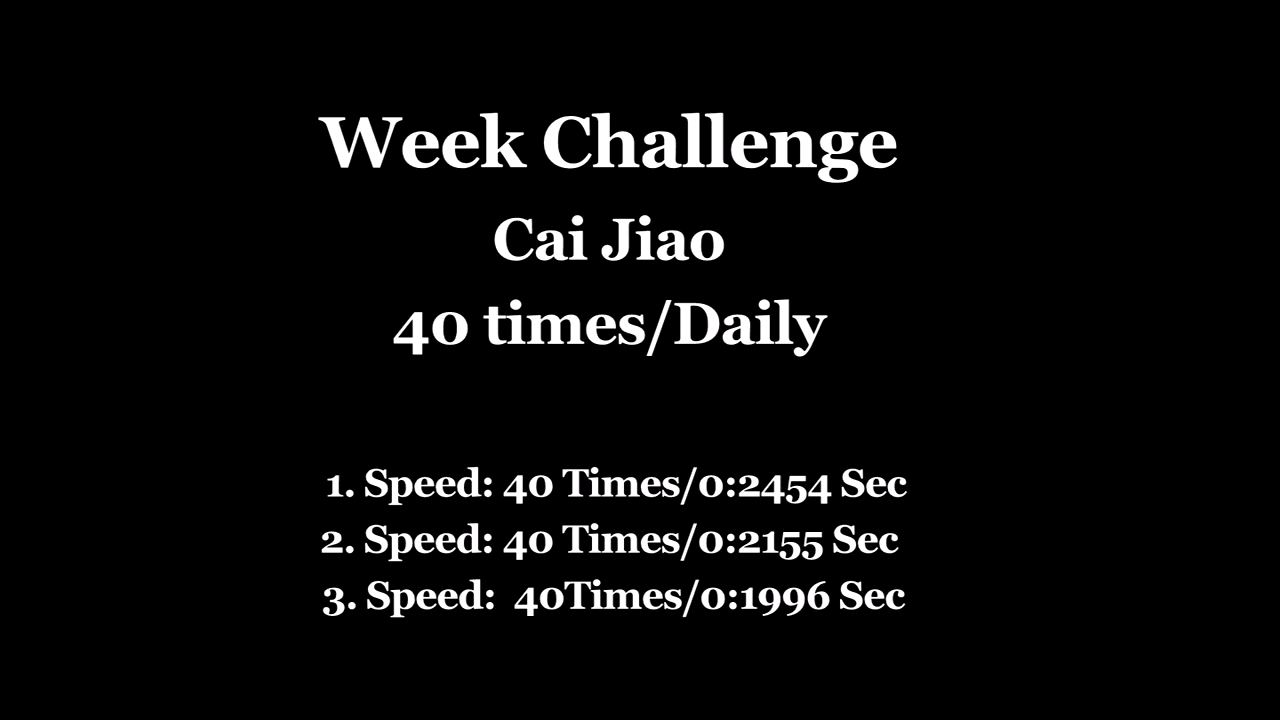 Week Challenge
Cai Jiao
40 times/Daily
1. Speed: 40 Times/0:2454 Sec
2. Speed: 40 Times/0:2155 Sec
3. Speed:  40Times/0:1996 Sec